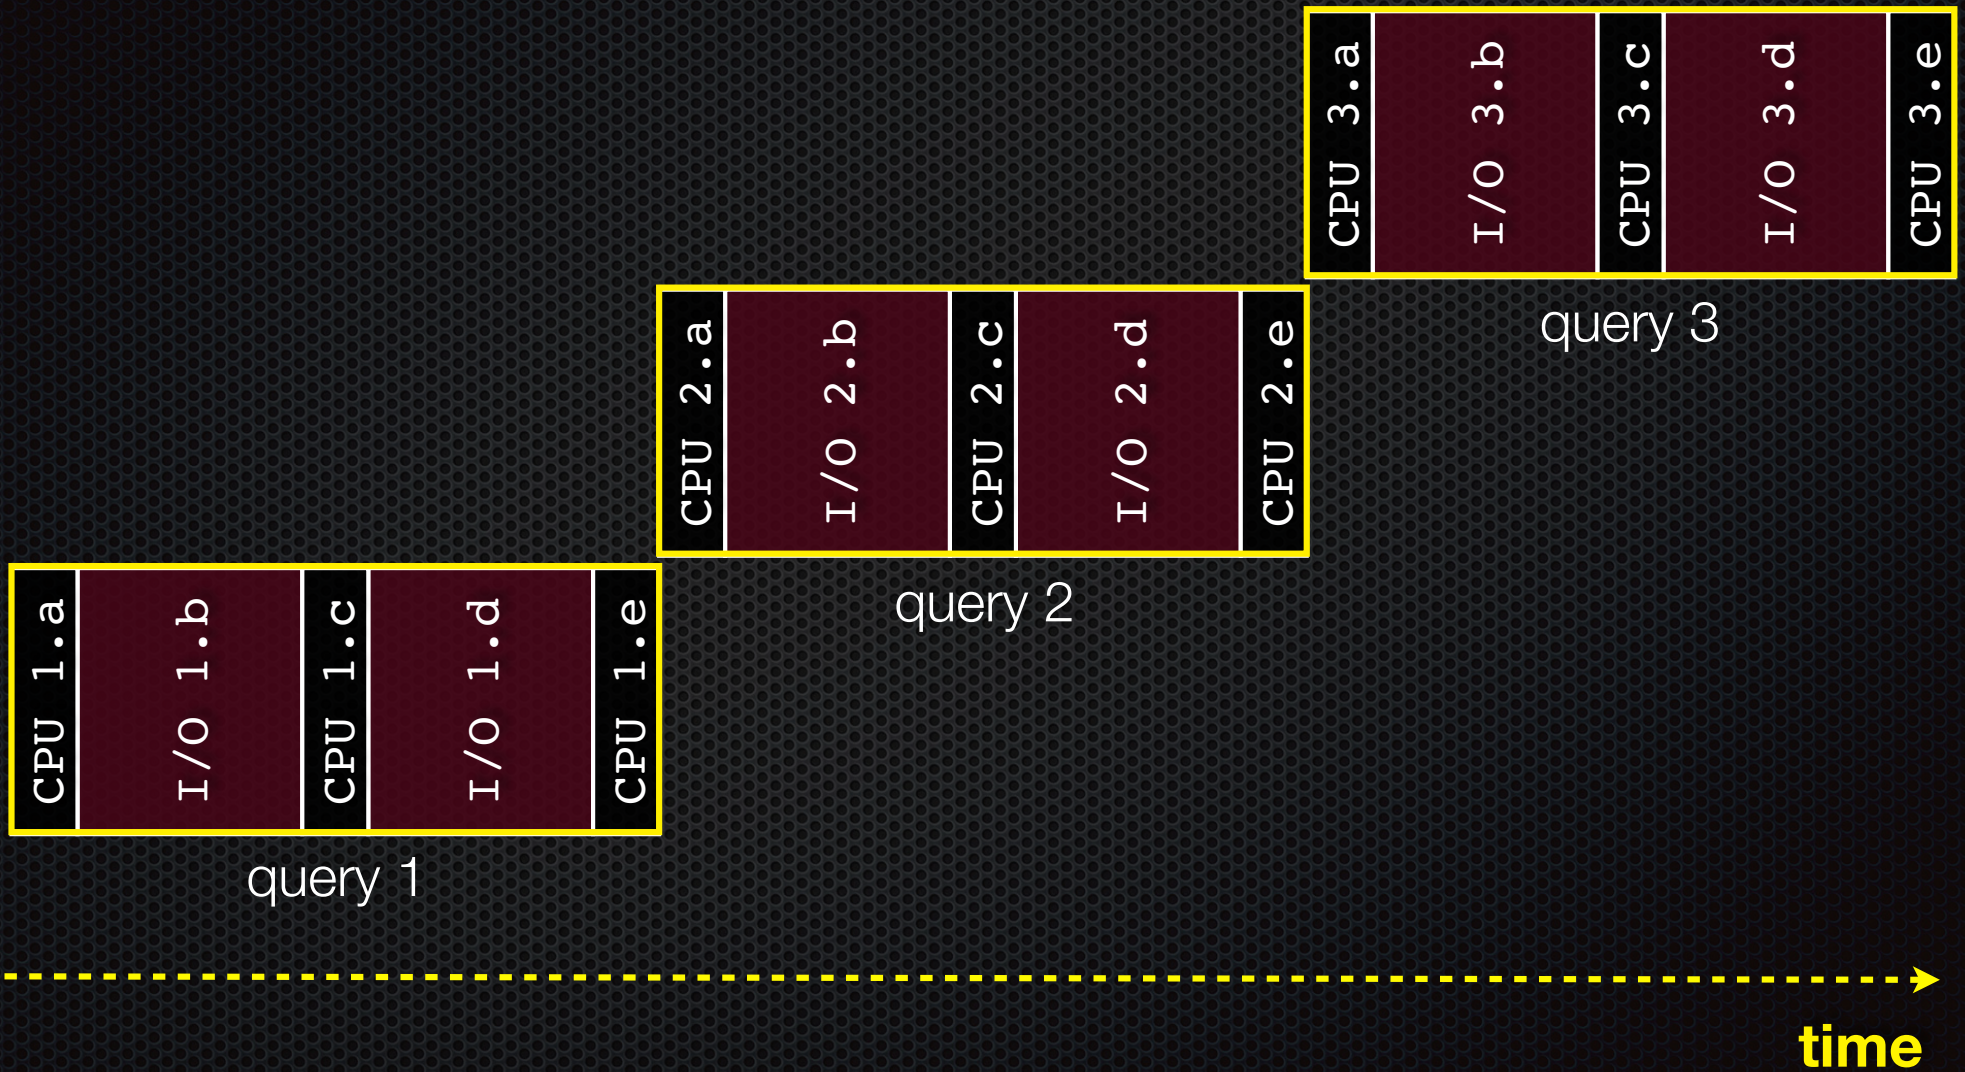 CPU 3.a
I/O 3.b
CPU 3.c
I/O 3.d
CPU 3.e
query 3
CPU 2.a
I/O 2.b
CPU 2.c
I/O 2.d
CPU 2.e
query 2
CPU 1.a
I/O 1.b
CPU 1.c
I/O 1.d
CPU 1.e
query 1
time